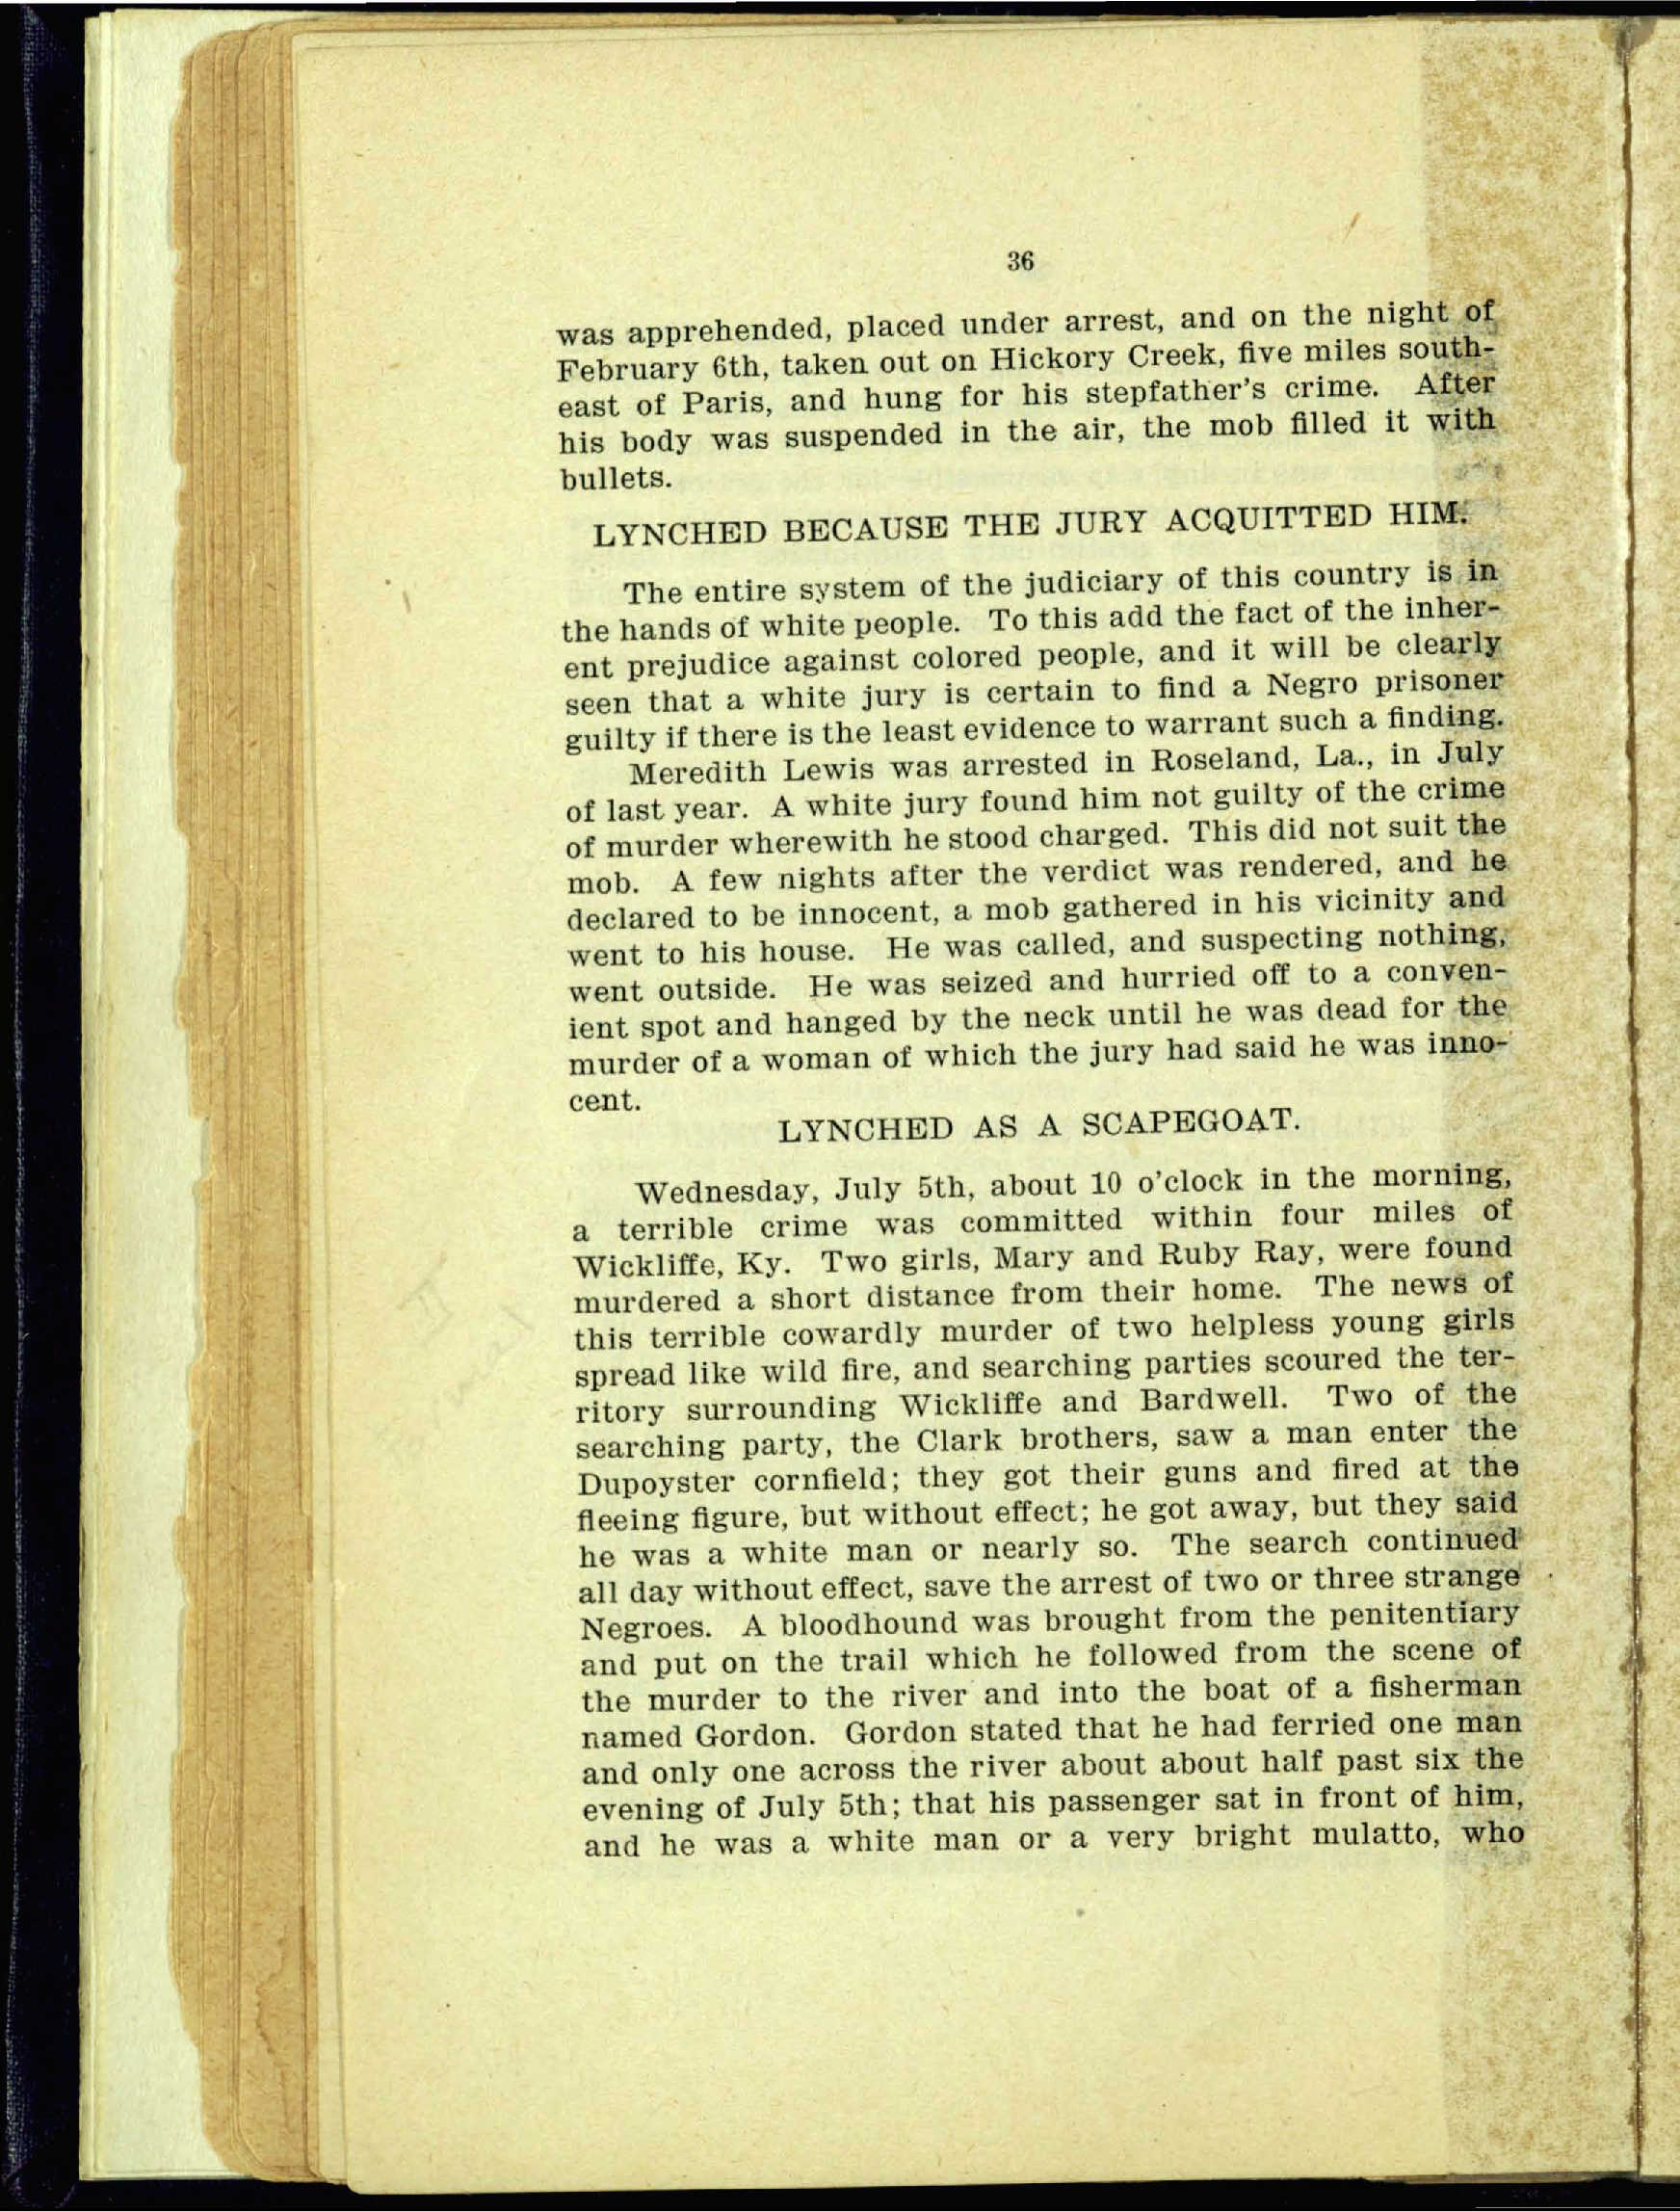 36
was apprehended, placed under arrest, and on the night of
February 6th, taken out on Hickory Creek, five miles south-
east of Paris, and hung for his stepfather's crime. After
his body was suspended in the air, the mob filled it with
bullets.
LYNCHED BECAUSE THE JURY ACQUITTED HIM.
The entire system of the judiciary of this country is in
the hands of white people. To this add the fact of the inher-
ent prejudice against colored people, and it will be clearly
seen that a white jury is certain to find a Negro prisoner
guilty if there is the least evidence to warrant such a finding.
Meredith Lewis was arrested in Roseland, La., in July
of last year. A white jury found him not guilty of the crime
of murder wherewith he stood charged. This did not suit the
mob. A few nights after the verdict was rendered, and he
declared to be innocent, a mob gathered in his vicinity and
went to his house. He was called, and suspecting nothing,
went outside. He was seized and hurried off to a conven-
ient spot and hanged by the neck until he was dead for the
murder of a woman of which the jury had said he was inno-
cent.
LYNCHED AS A SCAPEGOAT.
Wednesday, July 5th, about 10 o'clock in the morning,
a terrible crime was committed within four miles of
Wickliffe, Ky. Two girls, Mary and Ruby Ray, were found
murdered a short distance from their home. The news of
this terrible cowardly murder of two helpless young girls
spread like wild fire, and searching parties scoured the ter-
ritory surrounding Wickliffe and Bardwell. Two of the
searching party, the Clark brothers, saw a man enter the
Dupoyster cornfield; they got their guns and fired at the
fleeing figure, but without effect; he got away, but they said
he was a white man or nearly so. The search continued
all day without effect, save the arrest of two or three strange
Negroes. A bloodhound was brought from the penitentiary
and put on the trail which he followed from the scene of
the murder to the river and into the boat of a fisherman
named Gordon. Gordon stated that he had ferried one man
and only one across the river about about half past six the
evening of July 5th; that his passenger sat in front of him,
and he was a white man or a very bright mulatto, who